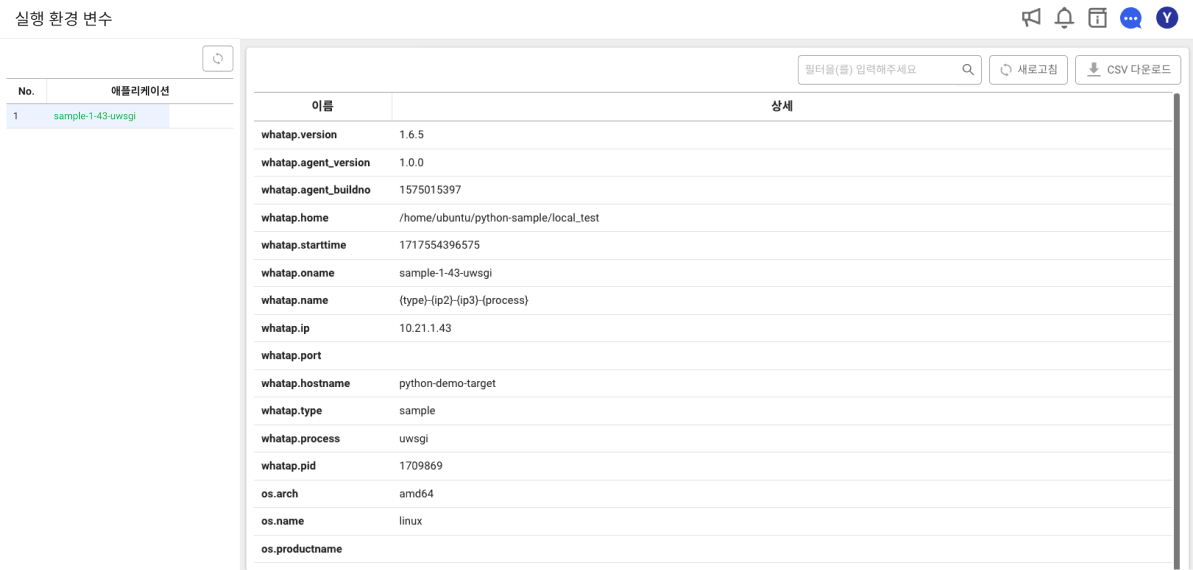 실행 환경 변수
Y
No. 애플리케이션
1 sample-1-43-uwsgi
필터을(를) 입력해주세요 새로고침 CSV 다운로드
이름 상세
whatap.version 1.6.5
whatap.agent_version 1.0.0
whatap.agent_buildno 1575015397
whatap.home /home/ubuntu/python-sample/local_test
whatap.starttime 1717554396575
whatap.oname sample-1-43-uwsgi
whatap.name {type}-{ip2}-{ip3}-{process}
whatap.ip 10.21.1.43
whatap.port
whatap.hostname python-demo-target
whatap.type sample
whatap.process uwsgi
whatap.pid 1709869
os.arch amd64
os.name linux
os.productname